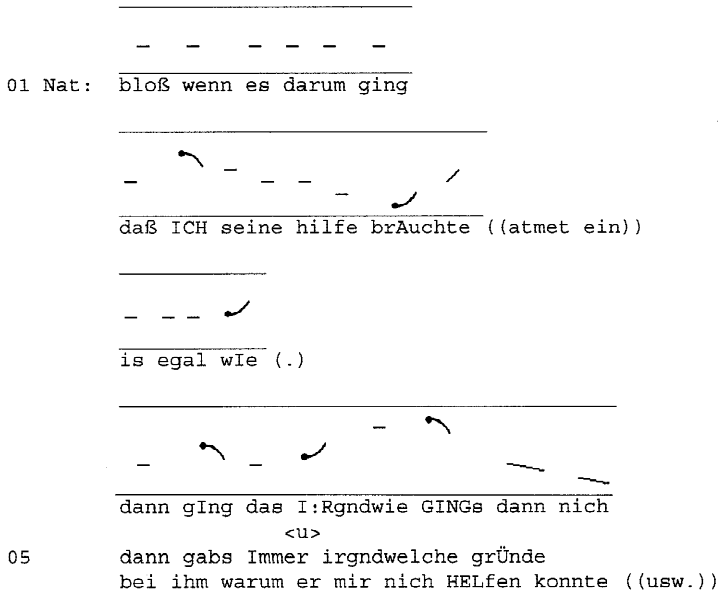 01 Nat: bloß wenn es darum ging
daß ICH seine hilfe brAuchte ((atmet ein))
is egal wIe (.)
dann gIng das I:Rgndwie GINGs dann nich
<u>
05 dann gabs Immer irgndwelche grÜnde
bei ihm warum er mir nich HELfen konnte ((usw.))